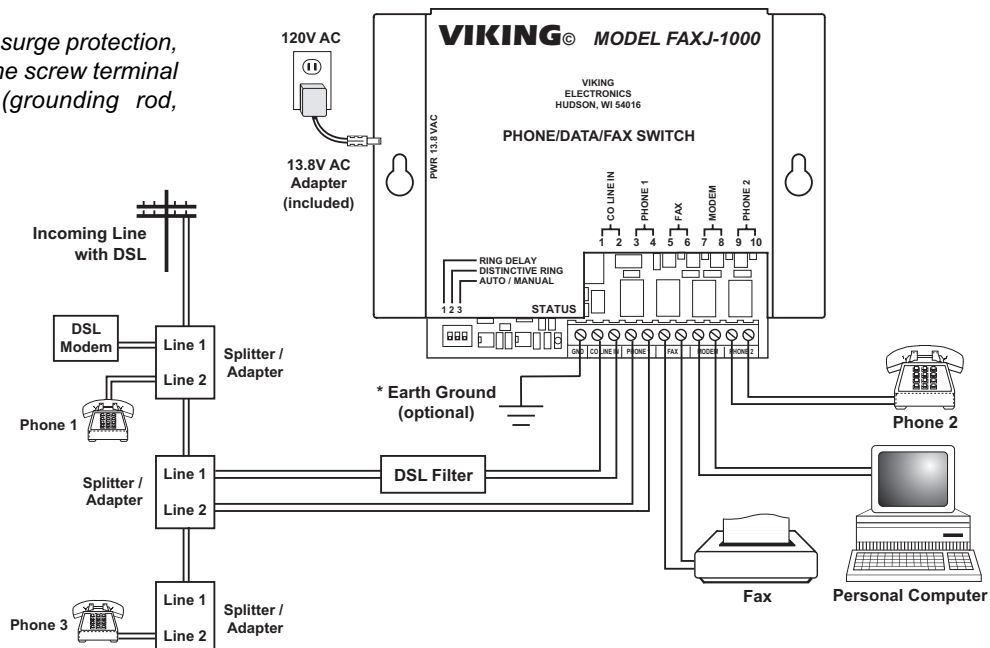 surge protection,
ne screw terminal
(grounding rod,
120V AC
13.8V AC
Adapter
(included)
VIKING© MODEL FAXJ-1000
VIKING
ELECTRONICS
HUDSON, WI 54016
PHONE/DATA/FAX SWITCH
PWR 13.8 VAC
CO LINE IN
PHONE 1
FAX
MODEM
PHONE 2
1 2 3 4 5 6 7 8 9 10
RING DELAY
DISTINCTIVE RING
AUTO / MANUAL
1 2 3
STATUS
GND CO LINE IN PHONE FAX MODEM PHONE 2
Incoming Line
with DSL
DSL
Modem
Line 1
Line 2
Splitter /
Adapter
Phone 1
* Earth Ground
(optional)
Splitter /
Adapter
Line 1
Line 2
DSL Filter
Phone 2
Fax
Personal Computer
Phone 3
Line 1
Line 2
Splitter /
Adapter